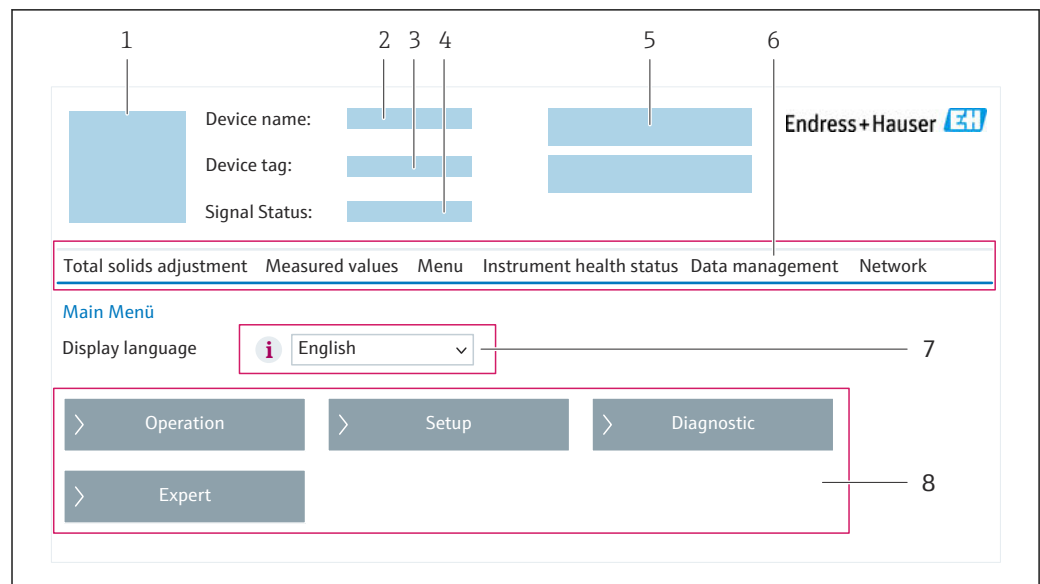 1 2 3 4 5 6
Device name:
Endress+Hauser EH
Device tag:
Signal Status:
Total solids adjustment Measured values Menu Instrument health status Data management Network
Main Menü
Display language i English 7
Operation Setup Diagnostic
Expert 8